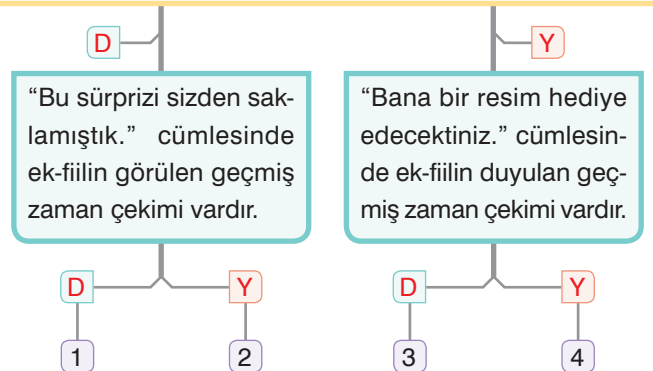 D
Y
“Bu sürprizi sizden sak-
lamıştık.” cümlesinde
ek-fiilin görülen geçmiş
zaman çekimi vardır.
“Bana bir resim hediye
edecektiniz.” cümlesin-
de ek-fiilin duyulan geç-
miş zaman çekimi vardır.
D
Y
D
Y
1
2
3
4